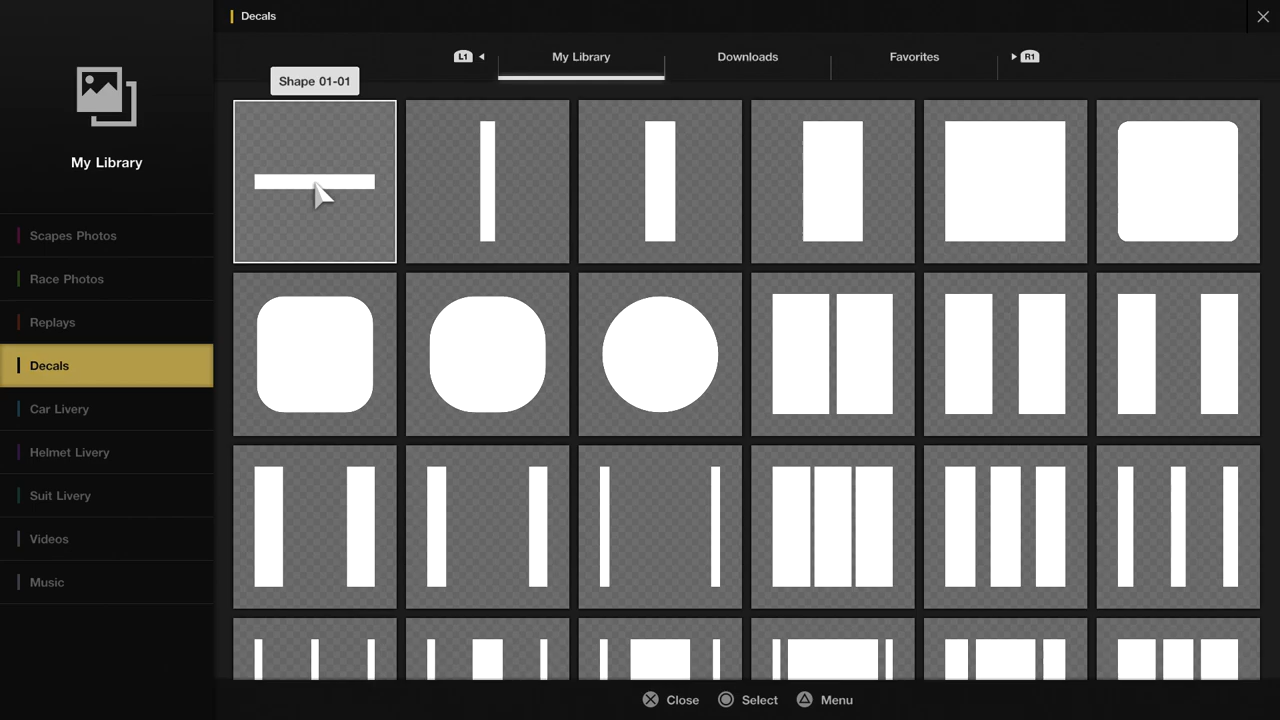 Decals
L1
My Library
Downloads
Favorites
R1
Shape 01-01
My Library
Scapes Photos
Race Photos
Replays
Decals
Car Livery
Helmet Livery
Suit Livery
Videos
Music
Close
Select
Menu